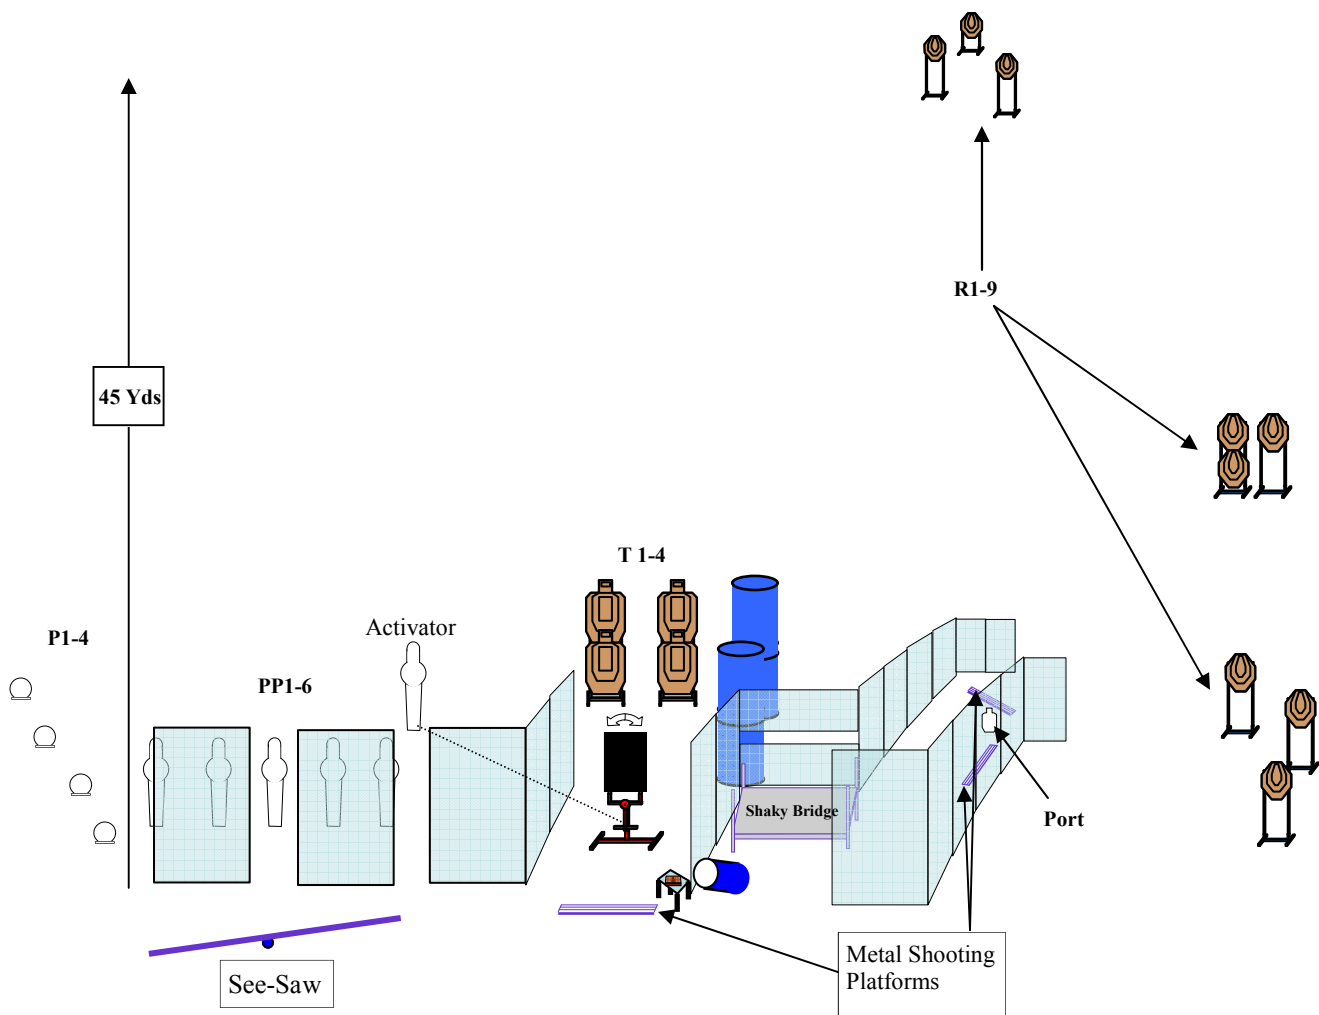 R1-9
45 Yds
T 1-4
Activator
P1-4
PP1-6
Shaky Bridge
Port
Metal Shooting
Platforms
See-Saw